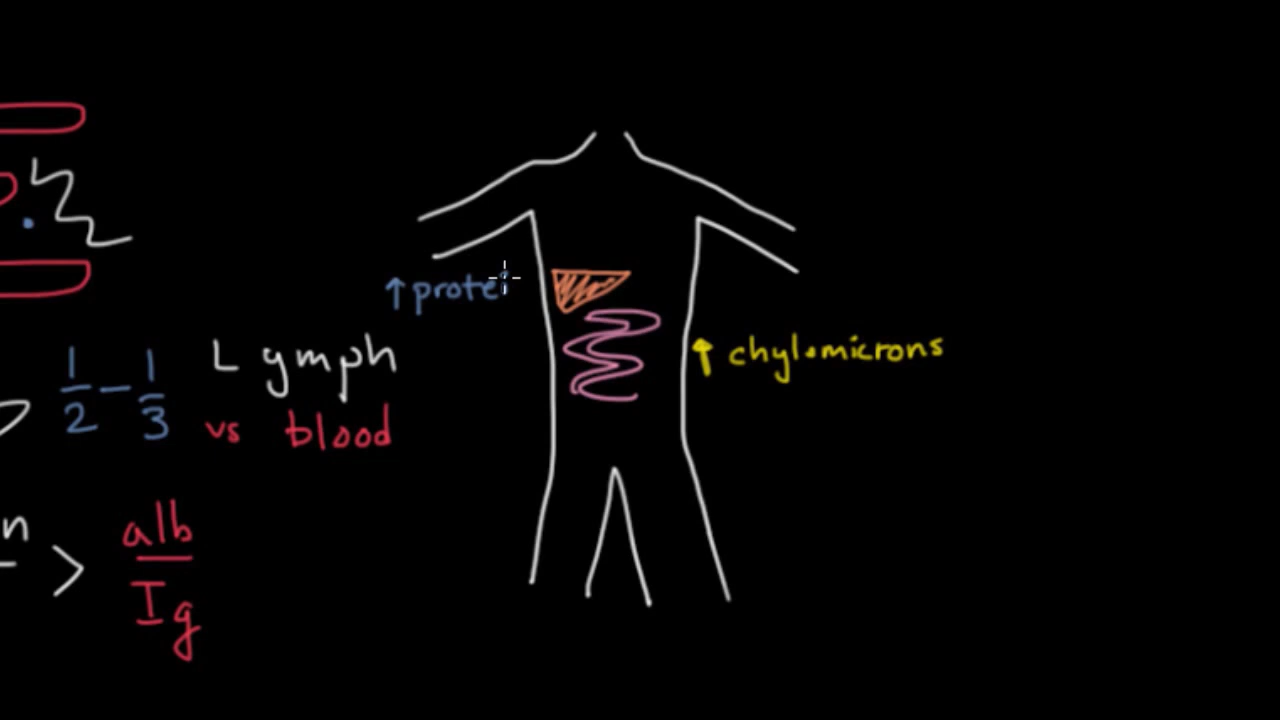 ↑ protei
↑ chylomicrons
1/2 - 1/3 Lymph
vs blood
n > alb/Ig